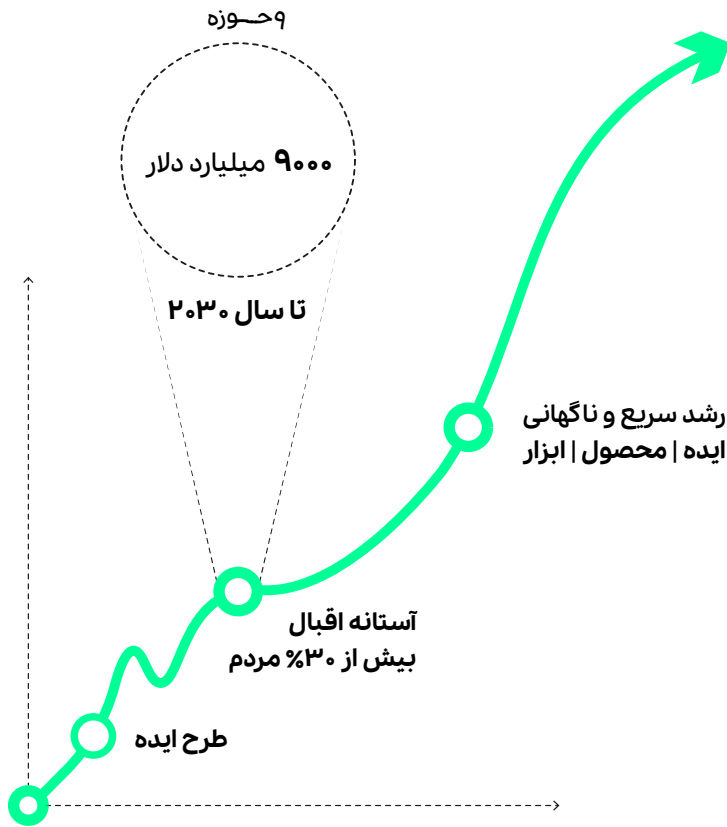 ۹حـــوزه
۹۰۰۰ میلیارد دلار
تا سال ۲۰۳۰
رشد سریع و ناگهانی
ایده | محصول | ابزار
آستانه اقبال
بیش از ۳۰% مردم
طرح ایده